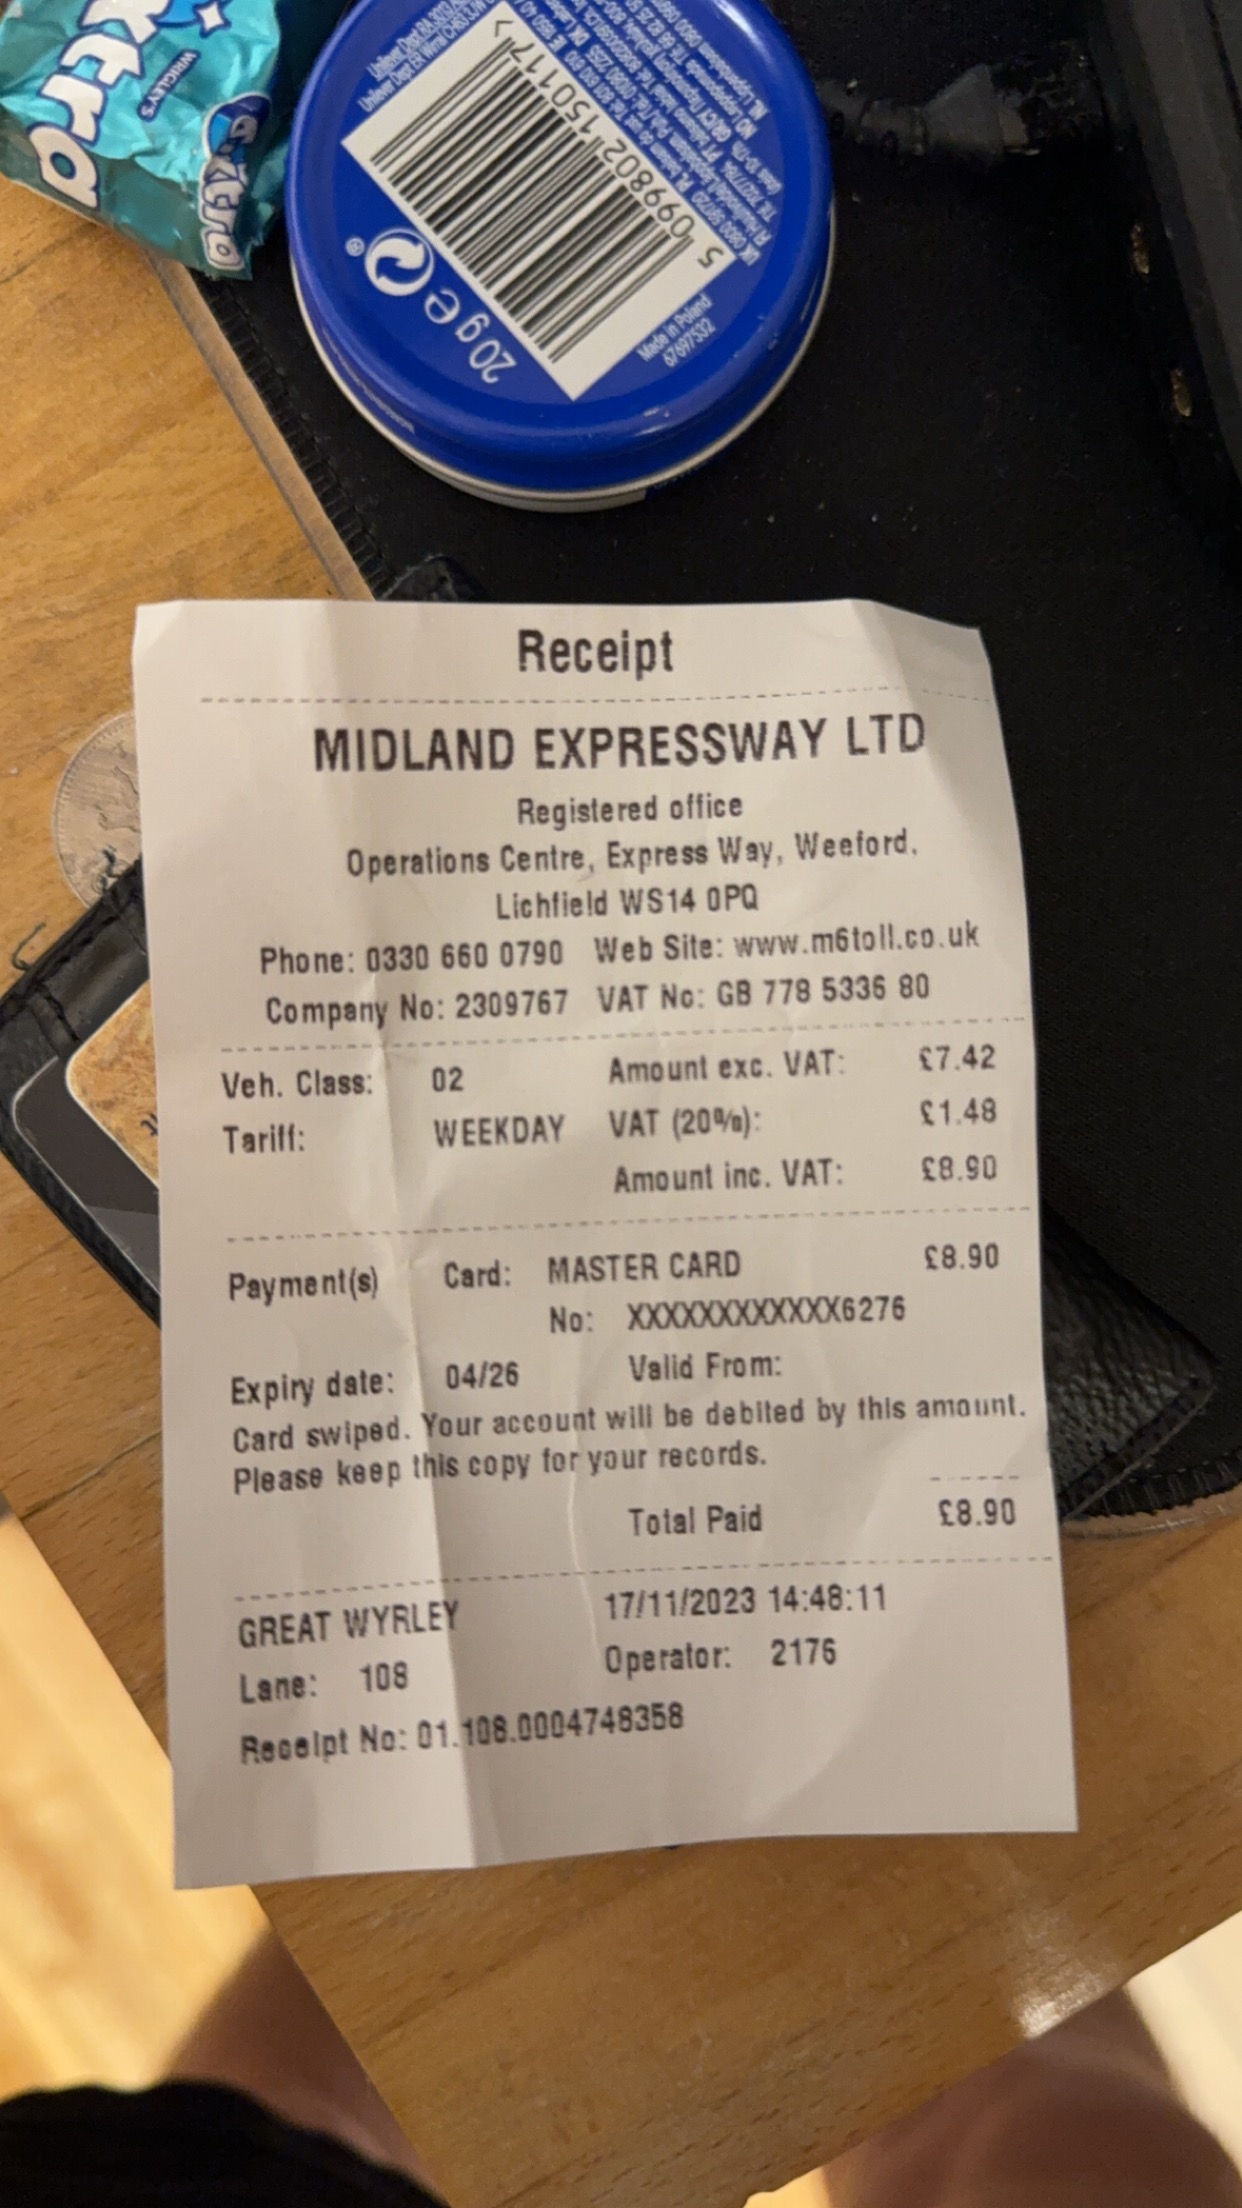 xtra
WRIGLEY'S
extra
5 099802 150117 >
20 g e
®
Made in Poland
67697532
Receipt
MIDLAND EXPRESSWAY LTD
Registered office
Operations Centre, Express Way, Weeford,
Lichfield WS14 0PQ
Phone: 0330 660 0790 Web Site: www.m6toll.co.uk
Company No: 2309767 VAT No: GB 778 5336 80
Veh. Class: 02 Amount exc. VAT: £7.42
Tariff: WEEKDAY VAT (20%): £1.48
Amount inc. VAT: £8.90
Payment(s) Card: MASTER CARD £8.90
No: XXXXXXXXXXXX6276
Expiry date: 04/26 Valid From:
Card swiped. Your account will be debited by this amount.
Please keep this copy for your records.
Total Paid £8.90
GREAT WYRLEY 17/11/2023 14:48:11
Lane: 108 Operator: 2176
Receipt No: 01.108.0004748358